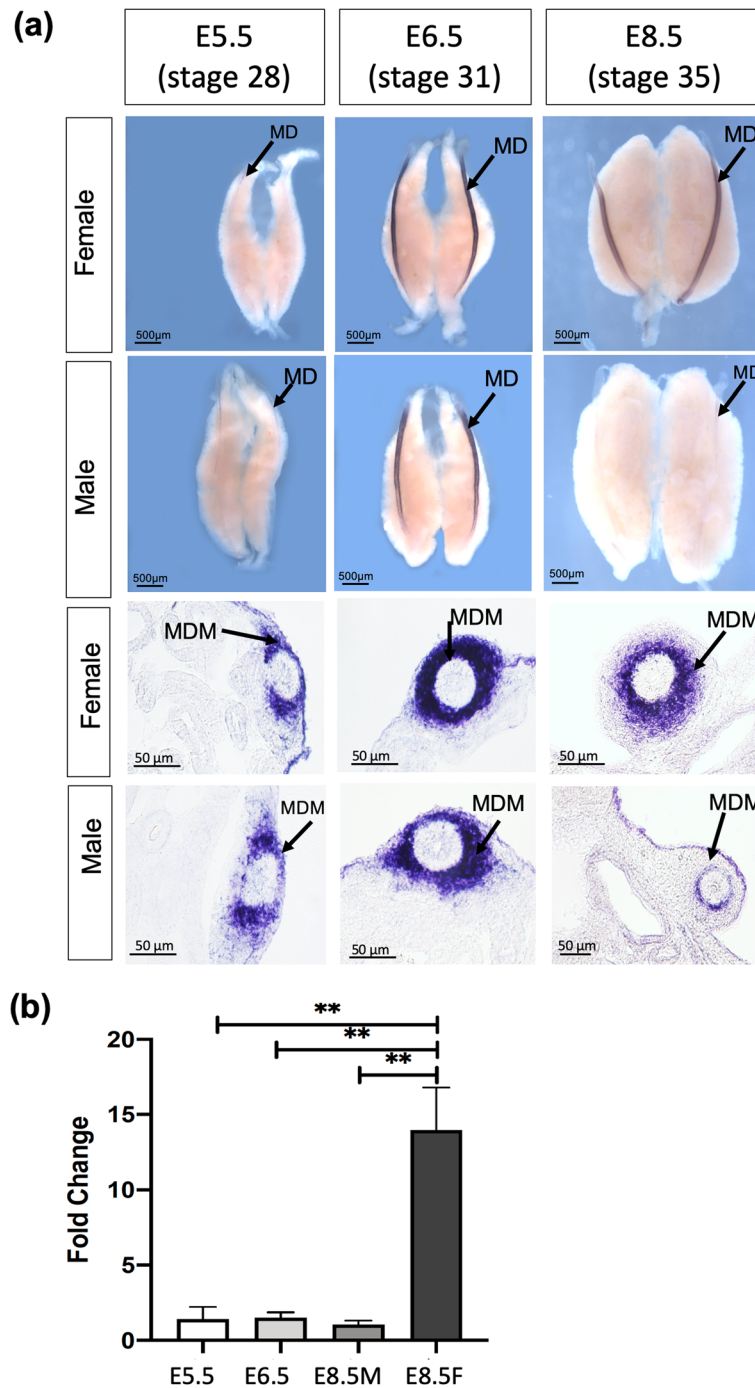 (a)
E5.5
(stage 28)
E6.5
(stage 31)
E8.5
(stage 35)
Female
MD
500µm
MD
500µm
MD
500µm
Male
MD
500µm
MD
500µm
MD
500µm
Female
MDM
50 µm
MDM
50 µm
MDM
50 µm
Male
MDM
50 µm
MDM
50 µm
MDM
50 µm
(b)
**
**
**
Fold Change
20
15
10
5
0
E5.5 E6.5 E8.5M E8.5F